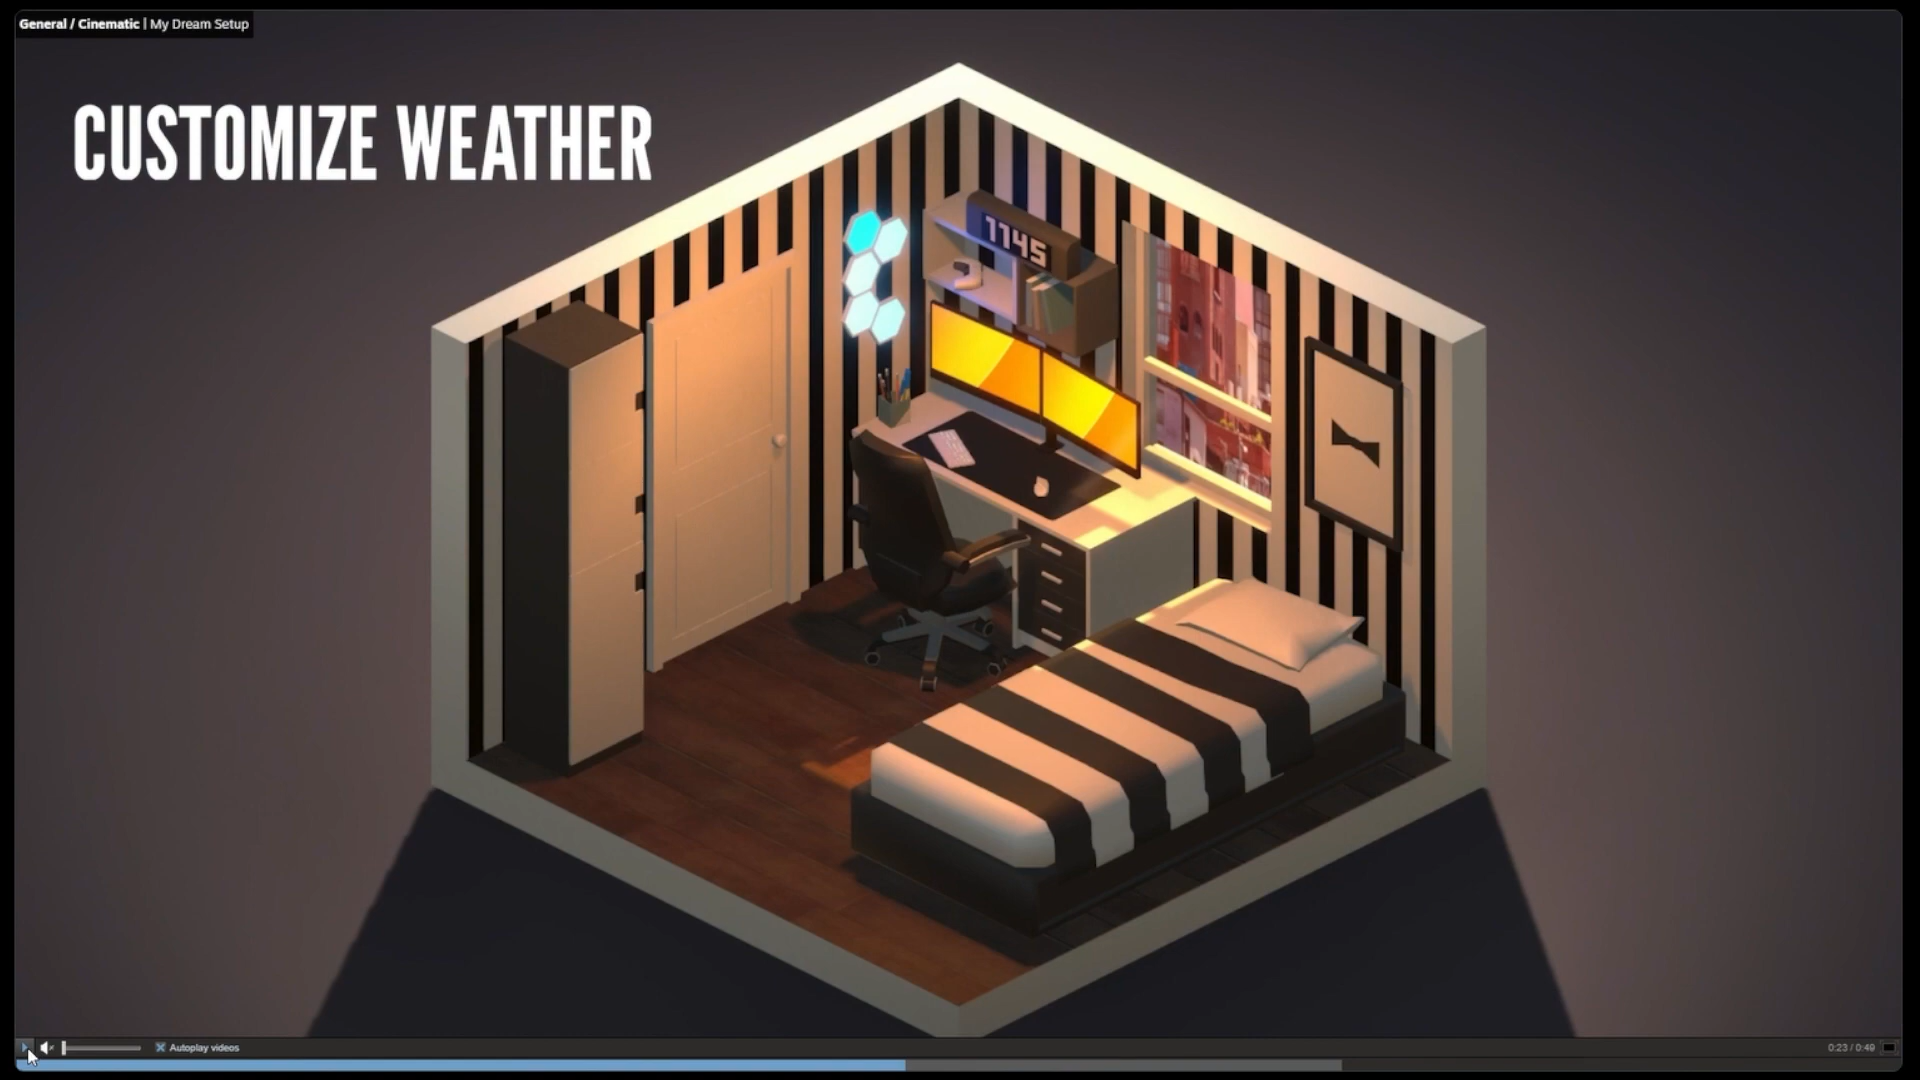 General / Cinematic | My Dream Setup
CUSTOMIZE WEATHER
1145
Autoplay videos
0:23 / 0:49